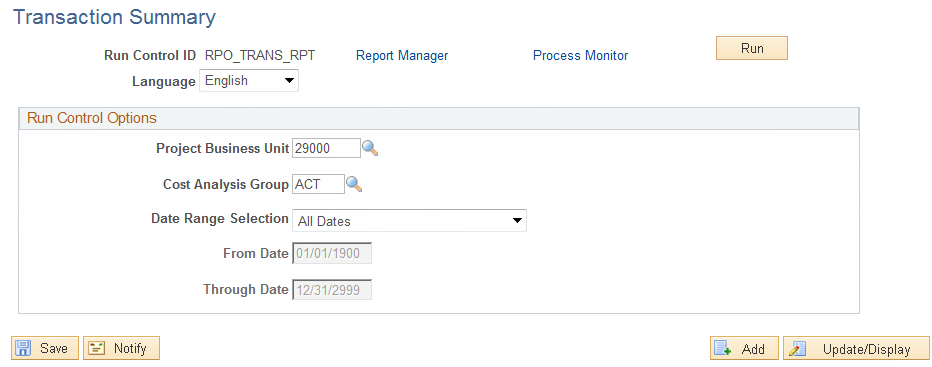 Transaction Summary
Run Control ID RPO_TRANS_RPT Report Manager Process Monitor Run
Language English
Run Control Options
Project Business Unit 29000
Cost Analysis Group ACT
Date Range Selection All Dates
From Date 01/01/1900
Through Date 12/31/2999
Save Notify Add Update/Display